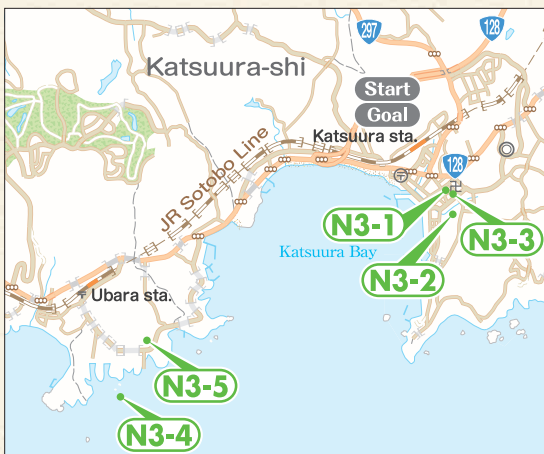 297
128
Katsuura-shi
Start
Goal
Katsuura sta.
JR Sotobo Line
128
N3-1
N3-3
Katsuura Bay
N3-2
Ubara sta.
N3-5
N3-4